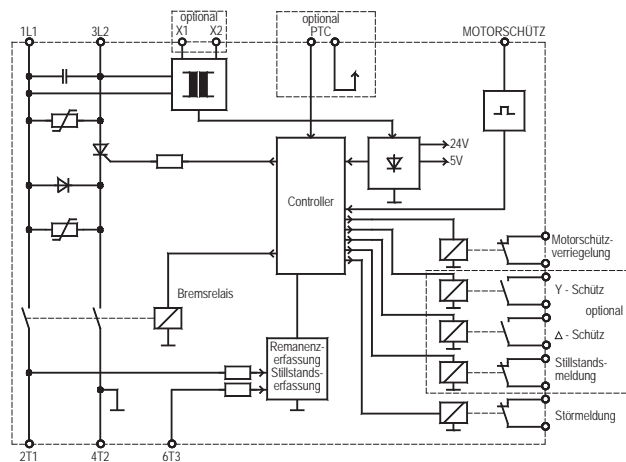 optional
optional
1L1
3L2
X1
X2
PTC
MOTORSCHÜTZ
24V
5V
Controller
Motorschütz-
verriegelung
Y - Schütz
optional
Bremsrelais
Δ - Schütz
Remanenz-
erfassung
Stillstands-
erfassung
Stillstands-
meldung
Störmeldung
2T1
4T2
6T3